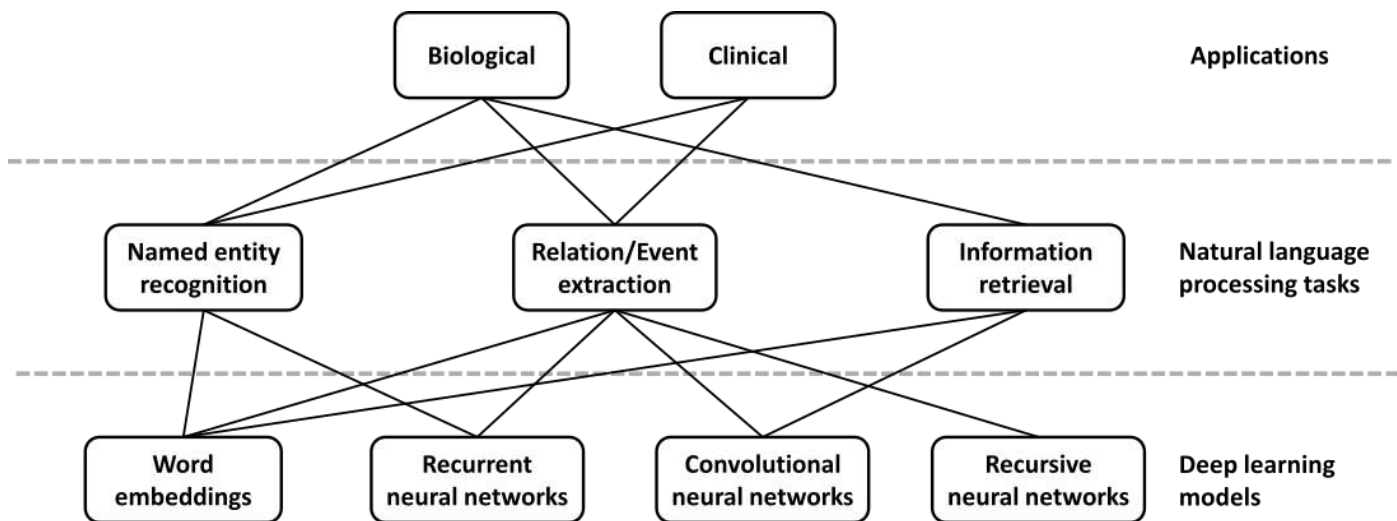 Biological
Clinical
Applications
Named entity
recognition
Relation/Event
extraction
Information
retrieval
Natural language
processing tasks
Word
embeddings
Recurrent
neural networks
Convolutional
neural networks
Recursive
neural networks
Deep learning
models